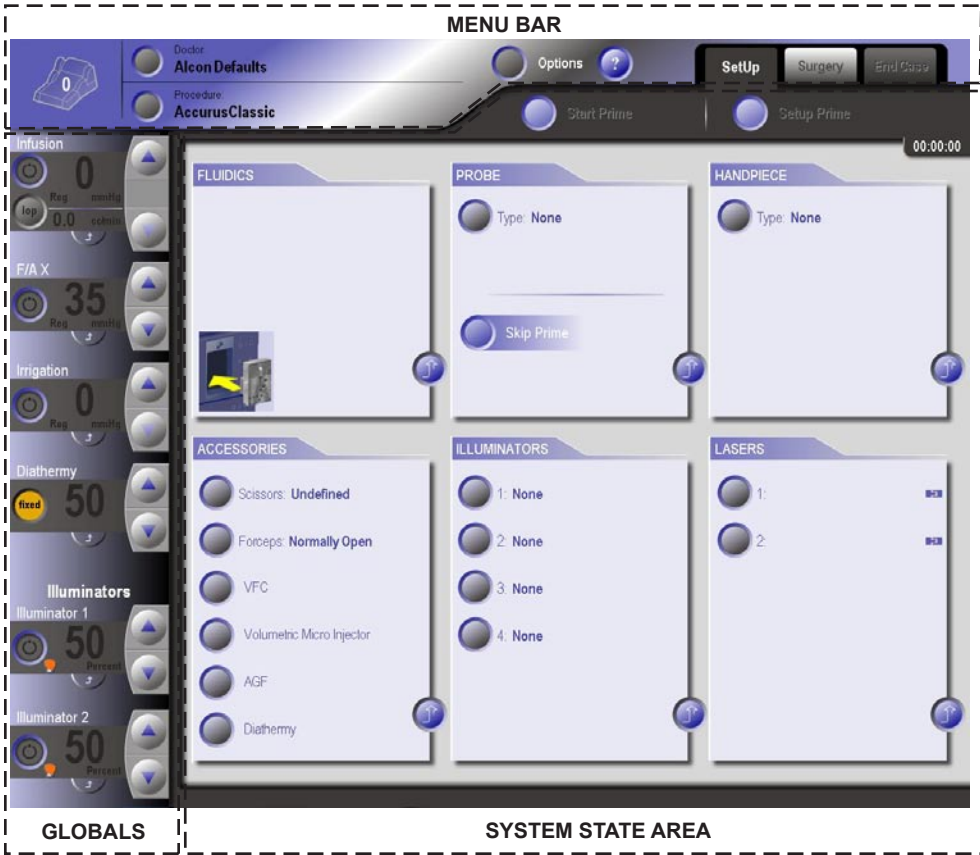 MENU BAR
0
Doctor:
Alcon Defaults
Procedure:
AccurusClassic
Options
?
SetUp
Surgery
End Case
Start Prime
Setup Prime
00:00:00
Infusion
0
Reg mmHg
Iop
0.0 cc/min
F/A X
35
Reg mmHg
Irrigation
0
Reg mmHg
Diathermy
fixed
50
Illuminators
Illuminator 1
50
Percent
Illuminator 2
50
Percent
FLUIDICS
PROBE
Type: None
Skip Prime
HANDPIECE
Type: None
ACCESSORIES
Scissors: Undefined
Forceps: Normally Open
VFC
Volumetric Micro Injector
AGF
Diathermy
ILLUMINATORS
1: None
2: None
3: None
4: None
LASERS
1:
2:
GLOBALS
SYSTEM STATE AREA